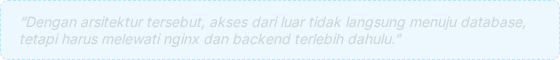 "Dengan arsitektur tersebut, akses dari luar tidak langsung menuju database,
tetapi harus melewati nginx dan backend terlebih dahulu."